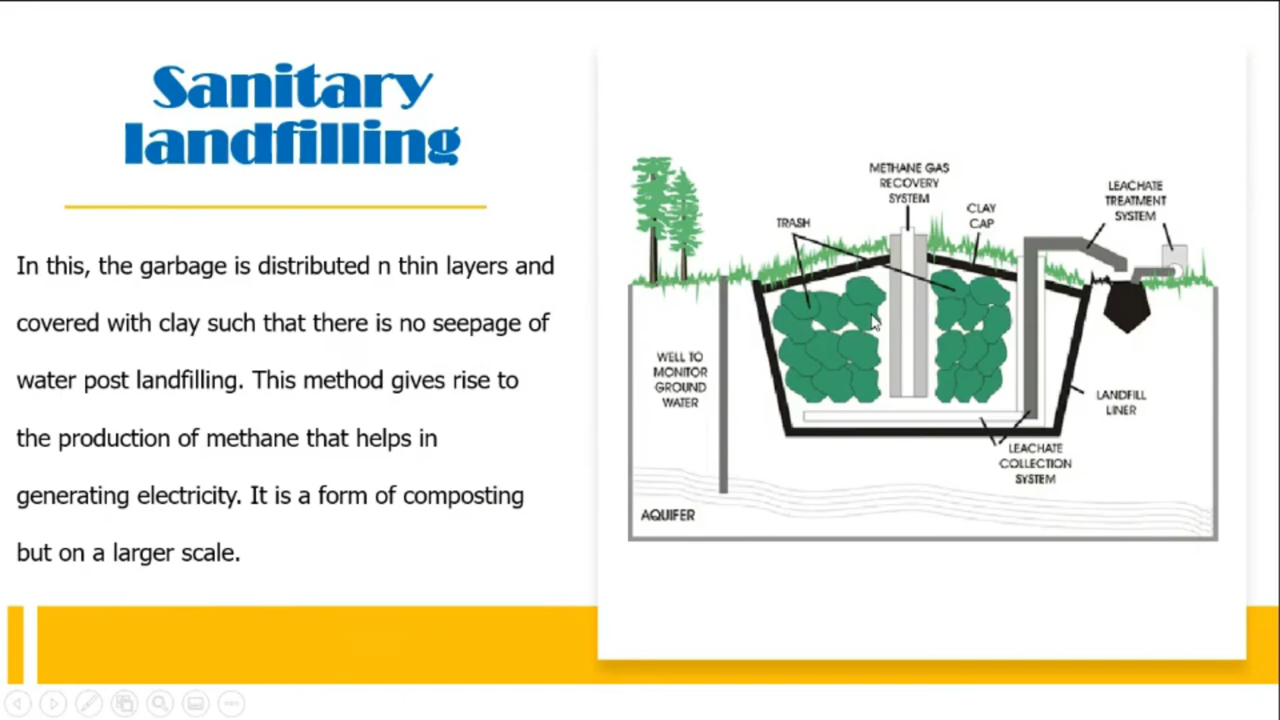 Sanitary
landfilling
In this, the garbage is distributed n thin layers and
covered with clay such that there is no seepage of
water post landfilling. This method gives rise to
the production of methane that helps in
generating electricity. It is a form of composting
but on a larger scale.
METHANE GAS
RECOVERY
SYSTEM
CLAY
CAP
TRASH
LEACHATE
TREATMENT
SYSTEM
WELL TO
MONITOR
GROUND
WATER
LANDFILL
LINER
LEACHATE
COLLECTION
SYSTEM
AQUIFER